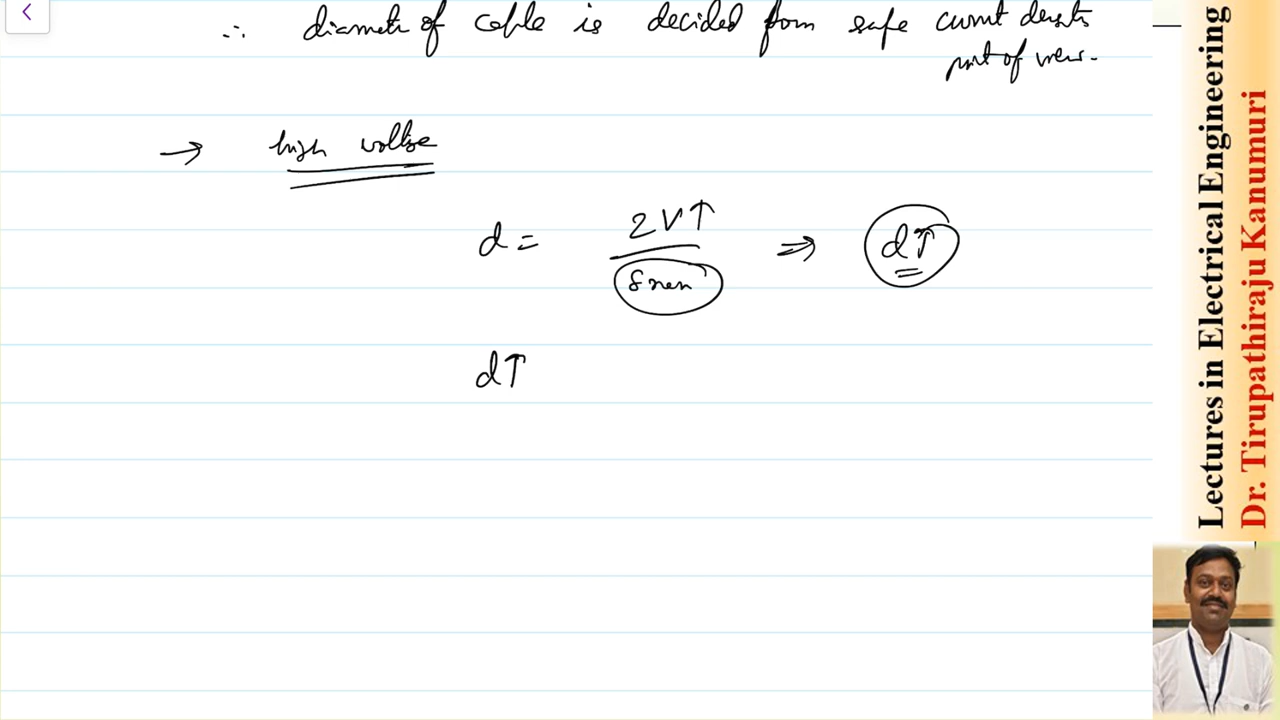 ∴ diameter of cable is decided from safe current density
point of view.
→ high voltage
d = 2V↑ / gmax ⇒ d↑
d↑
Lectures in Electrical Engineering
Dr. Tirupathiraju Kanumuri